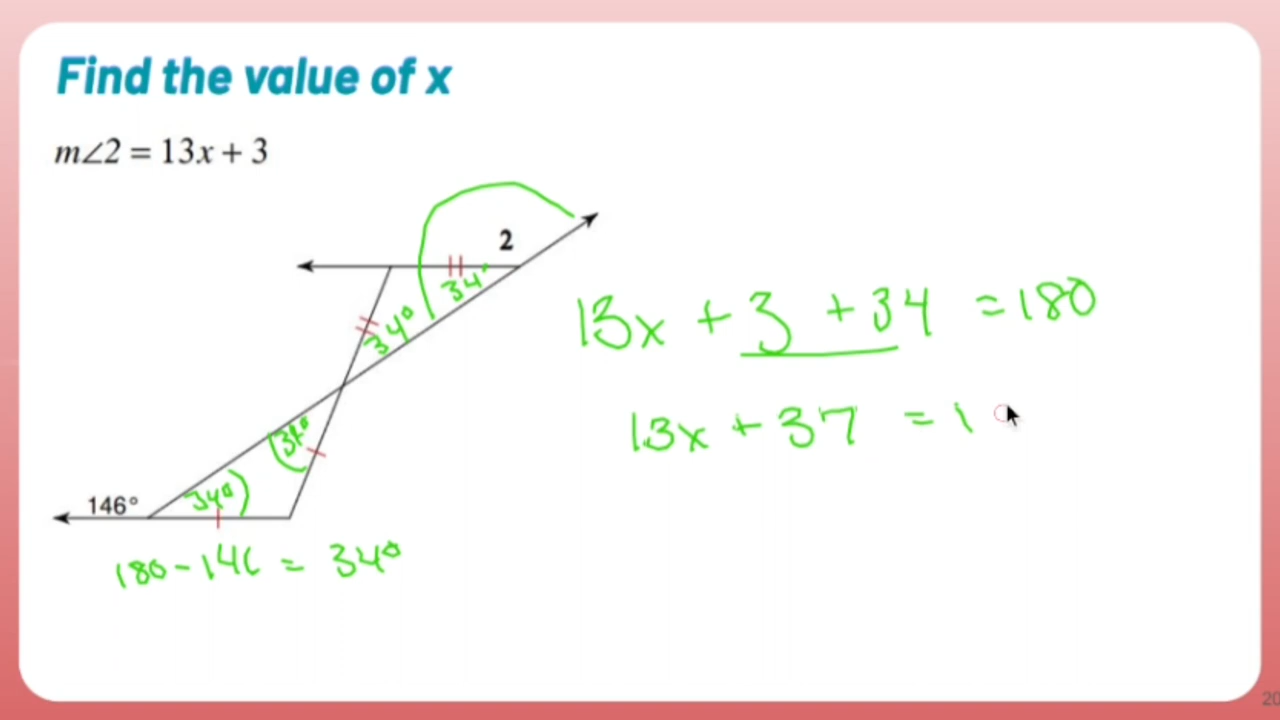 Find the value of x
m∠2 = 13x + 3
2
34°
34°
13x + 3 + 34 = 180
34°
13x + 37 = 1
34°
146°
180 - 146 = 34°
20